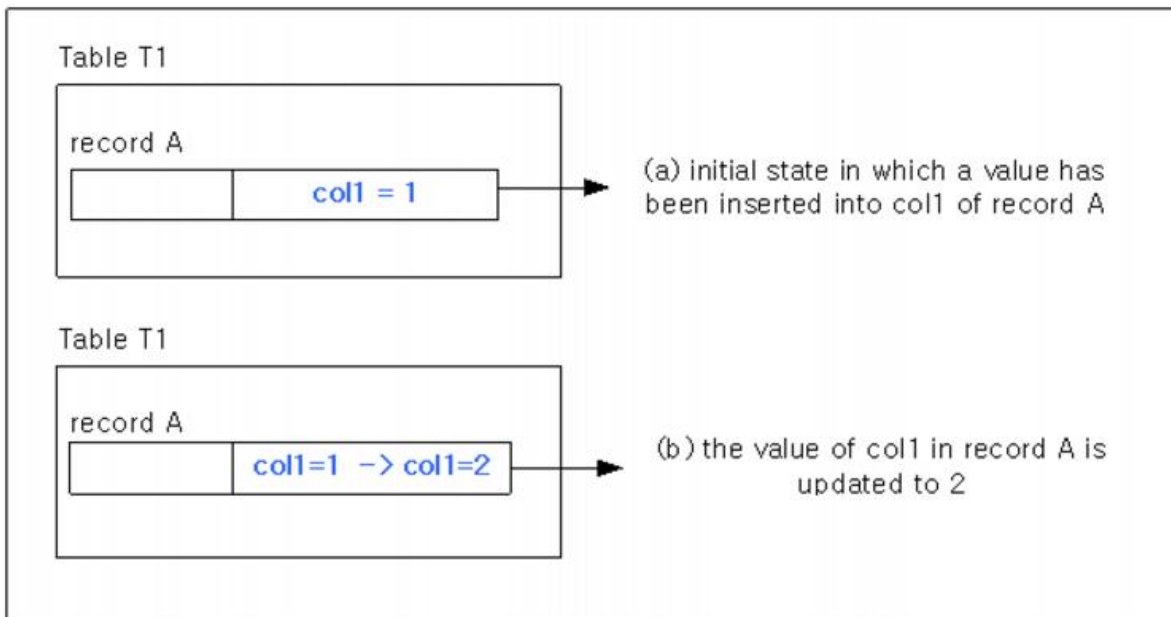 Table T1
record A
col1 = 1
(a) initial state in which a value has
been inserted into col1 of record A
Table T1
record A
col1=1 -> col1=2
(b) the value of col1 in record A is
updated to 2